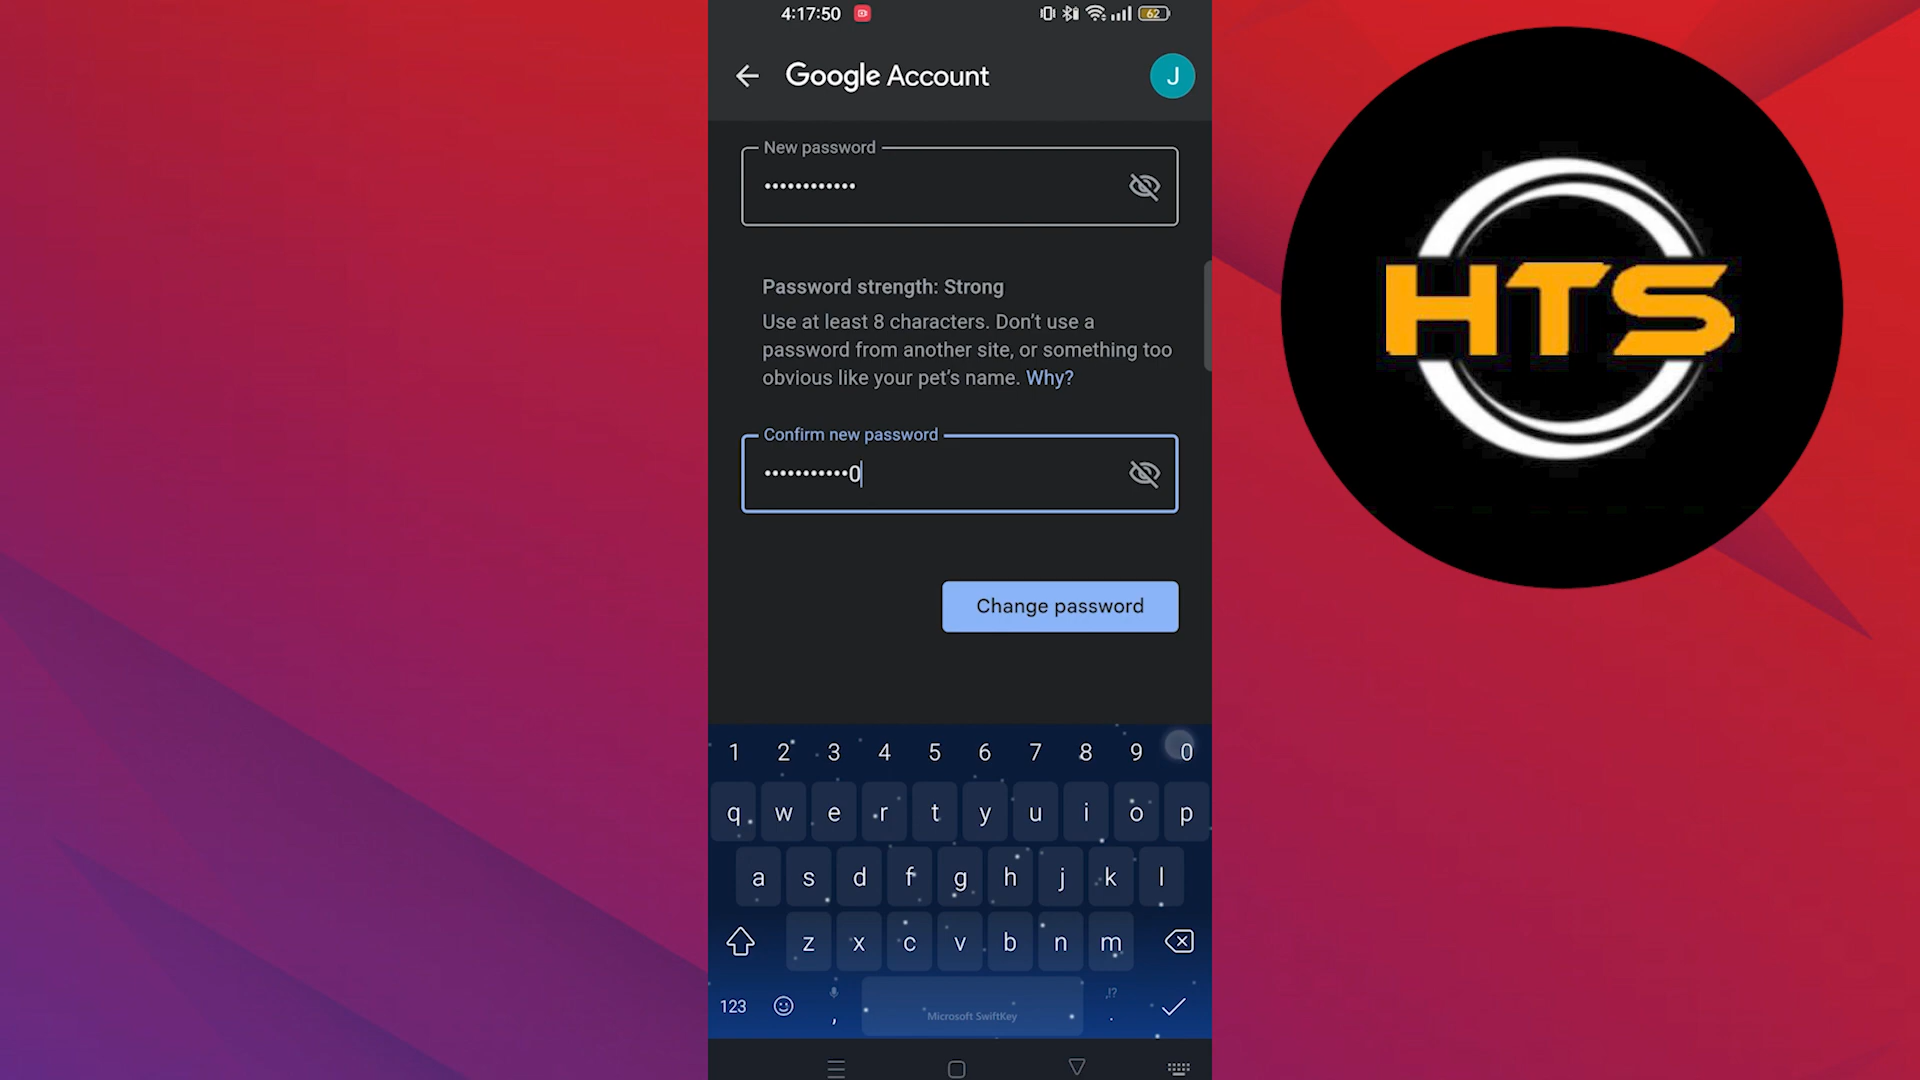 4:17:50
62
Google Account
J
New password
••••••••••••
Password strength: Strong
Use at least 8 characters. Don’t use a
password from another site, or something too
obvious like your pet’s name. Why?
Confirm new password
•••••••••••0
Change password
1 2 3 4 5 6 7 8 9 0
q w e r t y u i o p
a s d f g h j k l
z x c v b n m
123 , Microsoft SwiftKey ,!? .
HTS